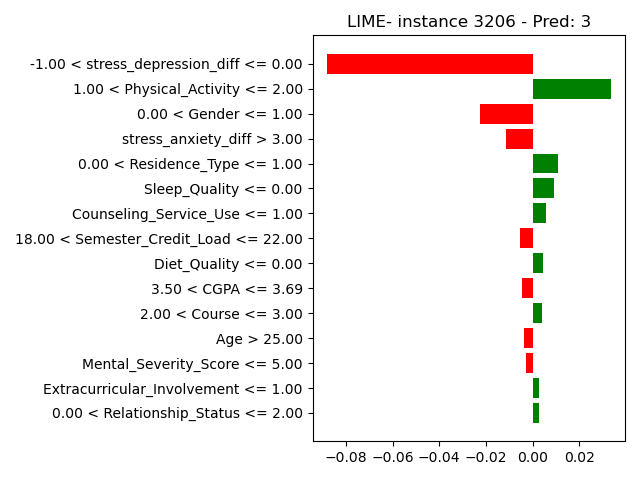 LIME- instance 3206 - Pred: 3
-1.00 < stress_depression_diff <= 0.00
1.00 < Physical_Activity <= 2.00
0.00 < Gender <= 1.00
stress_anxiety_diff > 3.00
0.00 < Residence_Type <= 1.00
Sleep_Quality <= 0.00
Counseling_Service_Use <= 1.00
18.00 < Semester_Credit_Load <= 22.00
Diet_Quality <= 0.00
3.50 < CGPA <= 3.69
2.00 < Course <= 3.00
Age > 25.00
Mental_Severity_Score <= 5.00
Extracurricular_Involvement <= 1.00
0.00 < Relationship_Status <= 2.00
−0.08 −0.06 −0.04 −0.02 0.00 0.02